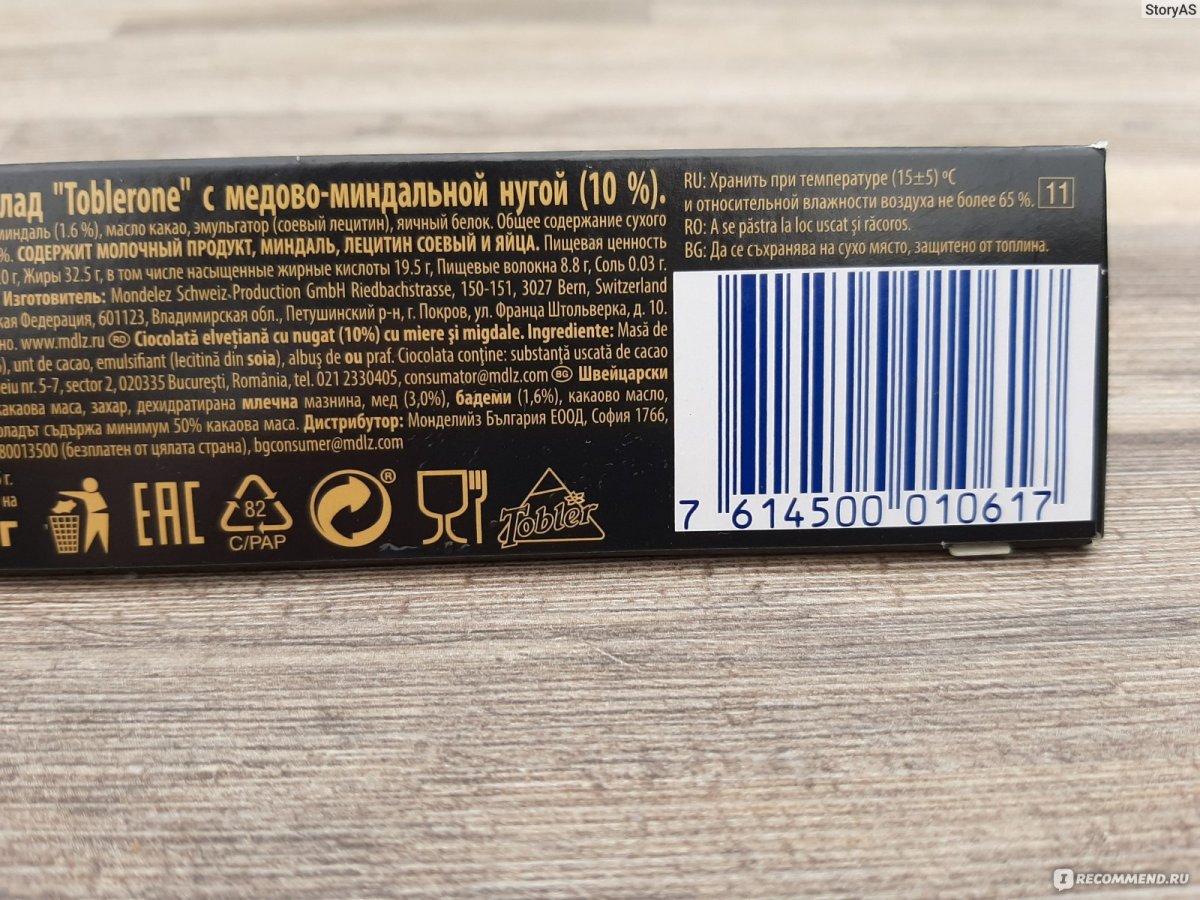 StoryAS
лад "Toblerone" с медово-миндальной нугой (10 %).
миндаль (1.6 %), масло какао, эмульгатор (соевый лецитин), яичный белок. Общее содержание сухого
%. СОДЕРЖИТ МОЛОЧНЫЙ ПРОДУКТ, МИНДАЛЬ, ЛЕЦИТИН СОЕВЫЙ И ЯЙЦА. Пищевая ценность
0 г, Жиры 32.5 г, в том числе насыщенные жирные кислоты 19.5 г, Пищевые волокна 8.8 г, Соль 0.03 г.
Изготовитель: Mondelez Schweiz-Production GmbH Riedbachstrasse, 150-151, 3027 Bern, Switzerland
кая Федерация, 601123, Владимирская обл., Петушинский р-н, г. Покров, ул. Франца Штольверка, д. 10.
но. www.mdlz.ru RO Ciocolată elvețiană cu nugat (10%) cu miere și migdale. Ingrediente: Masă de
), unt de cacao, emulsifiant (lecitină din soia), albuș de ou praf. Ciocolata conține: substanță uscată de cacao
eiu nr. 5-7, sector 2, 020335 București, România, tel. 021 2330405, consumator@mdlz.com BG Швейцарски
какаова маса, захар, дехидратирана млечна мазнина, мед (3,0%), бадеми (1,6%), какаово масло,
оладът съдържа минимум 50% какаова маса. Дистрибутор: Монделийз България ЕООД, София 1766,
80013500 (безплатен от цялата страна), bgconsumer@mdlz.com
г.
на
г
EAC
82
C/PAP
®
Tobler
RU: Хранить при температуре (15±5) °C
и относительной влажности воздуха не более 65 %. 11
RO: A se păstra la loc uscat și răcoros.
BG: Да се съхранява на сухо място, защитено от топлина.
7 614500 010617
I RECOMMEND.RU